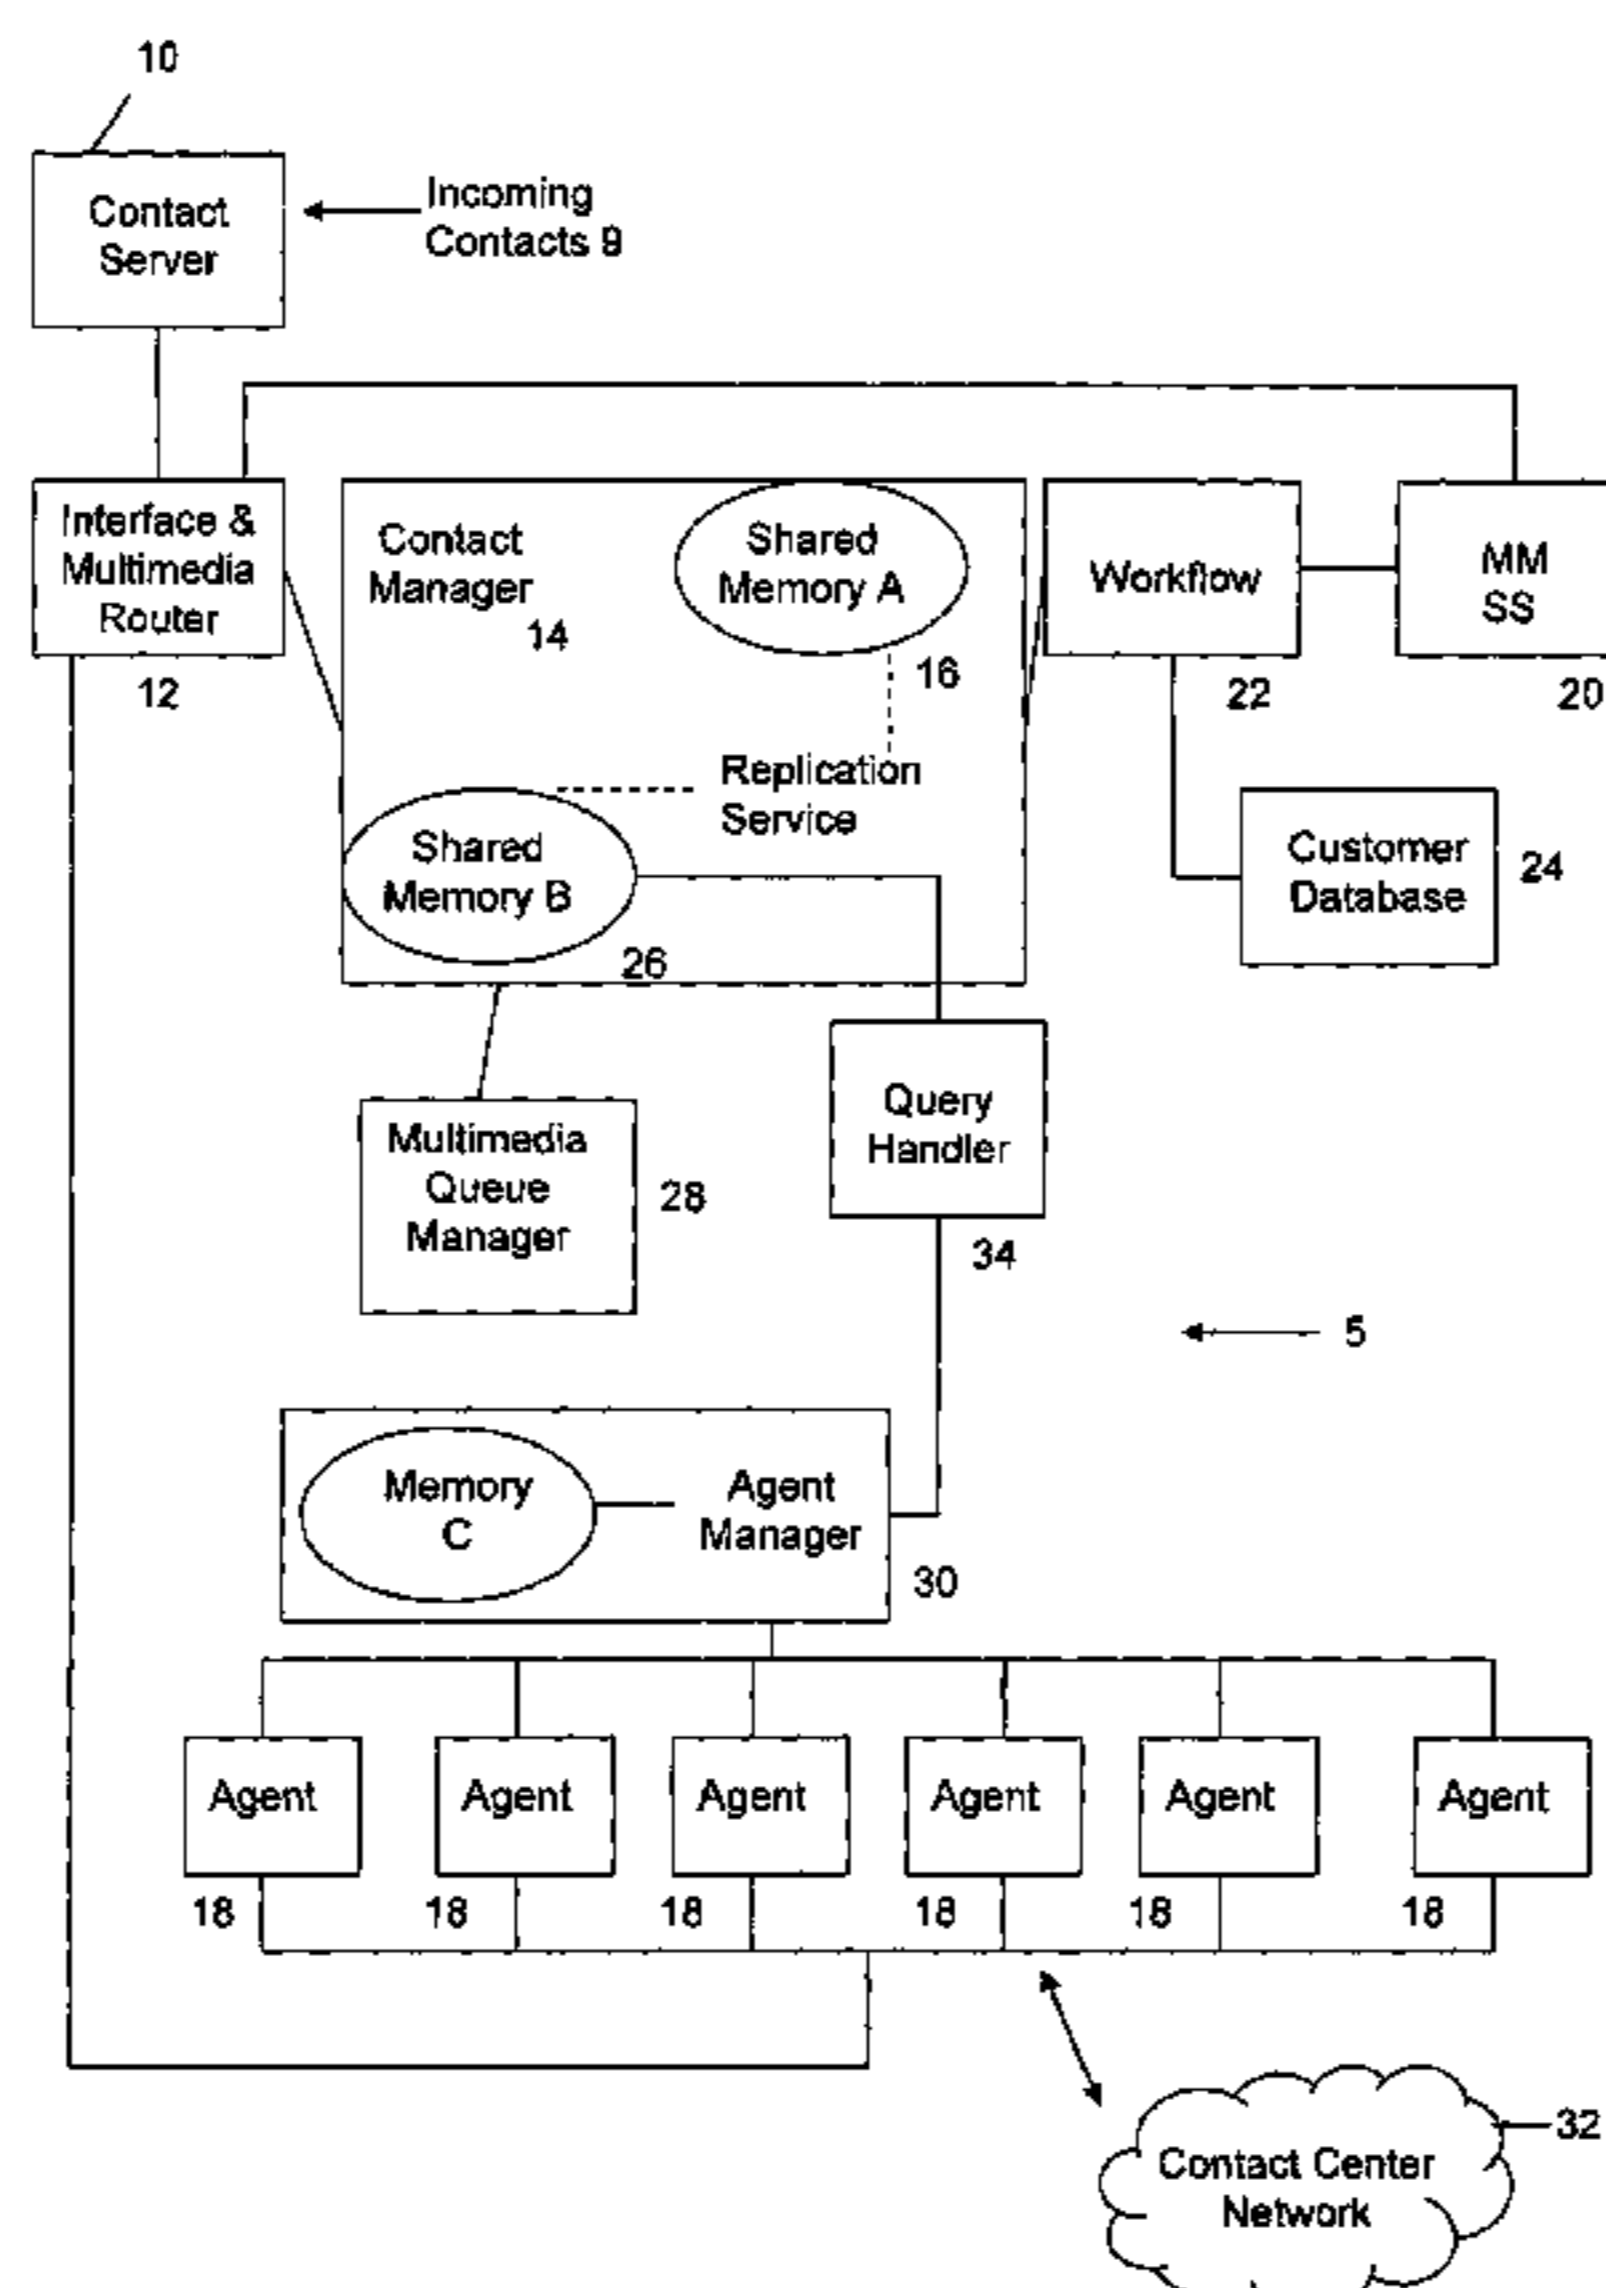 10
Contact
Server
Incoming
Contacts 9
Interface &
Multimedia
Router
12
Contact
Manager
14
Shared
Memory A
16
Workflow
22
MM
SS
20
Replication
Service
Shared
Memory B
26
Customer
Database
24
Multimedia
Queue
Manager
28
Query
Handler
34
5
Memory
C
Agent
Manager
30
Agent
Agent
Agent
Agent
Agent
Agent
18
18
18
18
18
18
32
Contact Center
Network